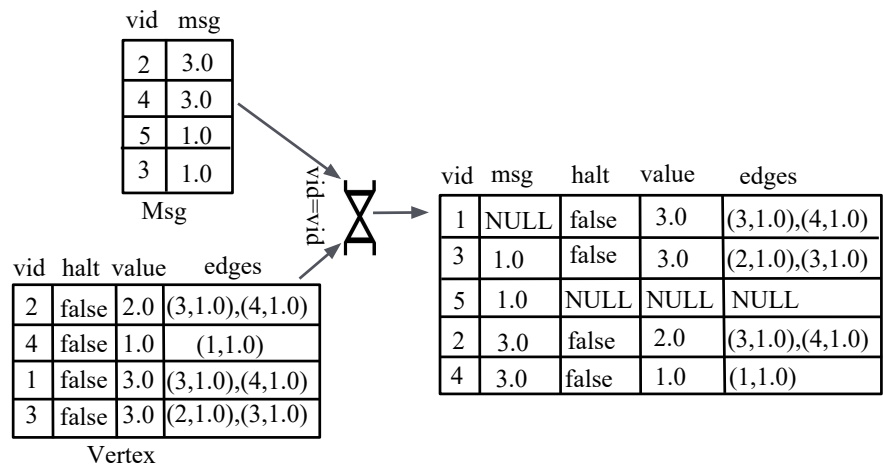 vid msg
2 3.0
4 3.0
5 1.0
3 1.0
Msg
vid halt value edges
2 false 2.0 (3,1.0),(4,1.0)
4 false 1.0 (1,1.0)
1 false 3.0 (3,1.0),(4,1.0)
3 false 3.0 (2,1.0),(3,1.0)
Vertex
vid=vid
vid msg halt value edges
1 NULL false 3.0 (3,1.0),(4,1.0)
3 1.0 false 3.0 (2,1.0),(3,1.0)
5 1.0 NULL NULL NULL
2 3.0 false 2.0 (3,1.0),(4,1.0)
4 3.0 false 1.0 (1,1.0)